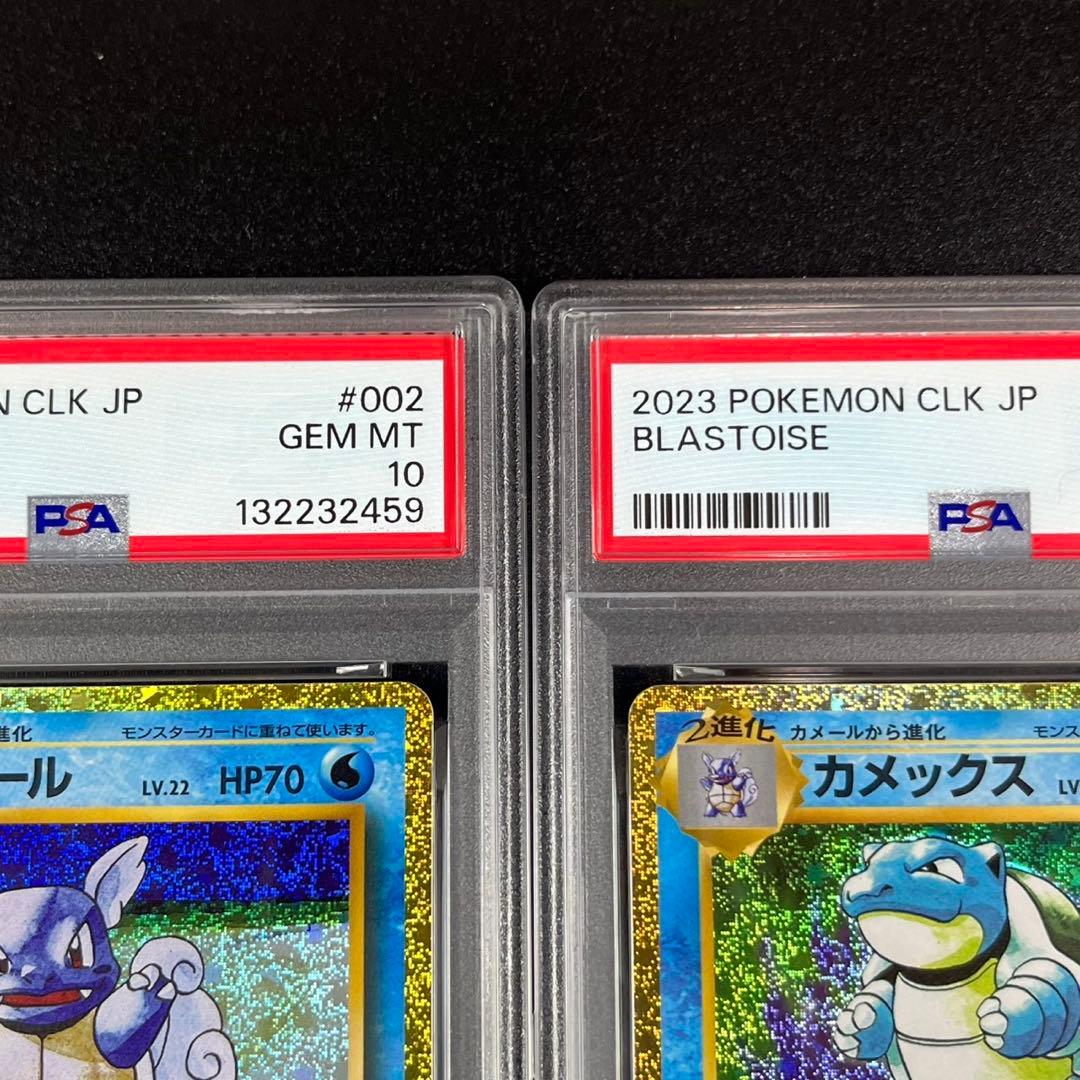 N CLK JP #002
GEM MT
10
PSA 132232459
2023 POKEMON CLK JP
BLASTOISE
PSA
進化 モンスターカードに重ねて使います。
ール LV.22 HP70
2進化 カメールから進化 モンス
カメックス LV